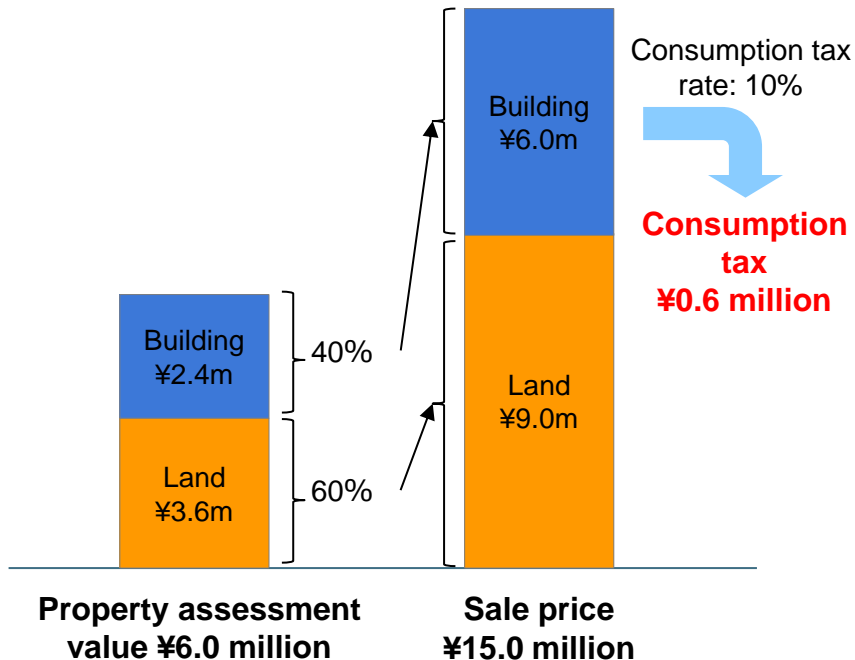 Consumption tax
rate: 10%
Building
¥6.0m
Consumption
tax
¥0.6 million
Building
¥2.4m
40%
Land
¥9.0m
Land
¥3.6m
60%
Property assessment
value ¥6.0 million
Sale price
¥15.0 million